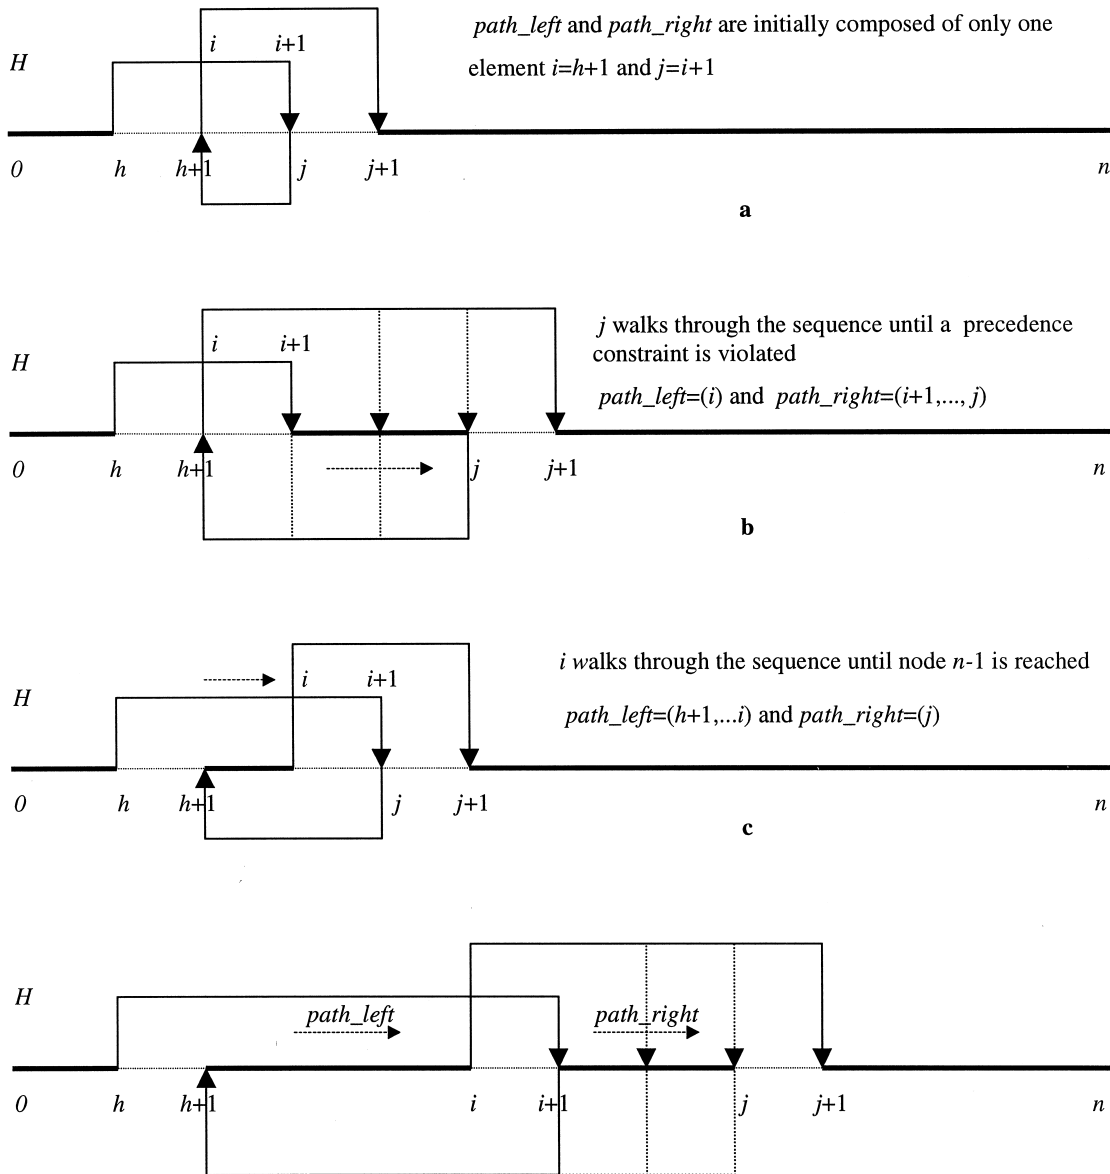 path_left and path_right are initially composed of only one
element i=h+1 and j=i+1
H
i i+1
0 h h+1 j j+1 n
a
j walks through the sequence until a precedence
constraint is violated
path_left=(i) and path_right=(i+1,..., j)
H
i i+1
0 h h+1 j j+1 n
b
i walks through the sequence until node n-1 is reached
path_left=(h+1,...i) and path_right=(j)
H
i i+1
0 h h+1 j j+1 n
c
H
path_left path_right
0 h h+1 i i+1 j j+1 n